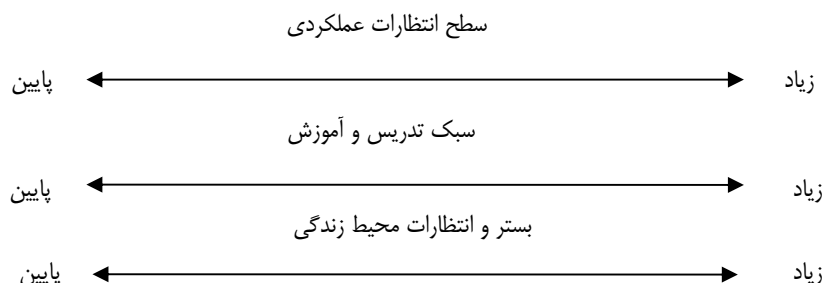 سطح انتظارات عملکردی
زیاد پایین
سبک تدریس و آموزش
زیاد پایین
بستر و انتظارات محیط زندگی
زیاد پایین